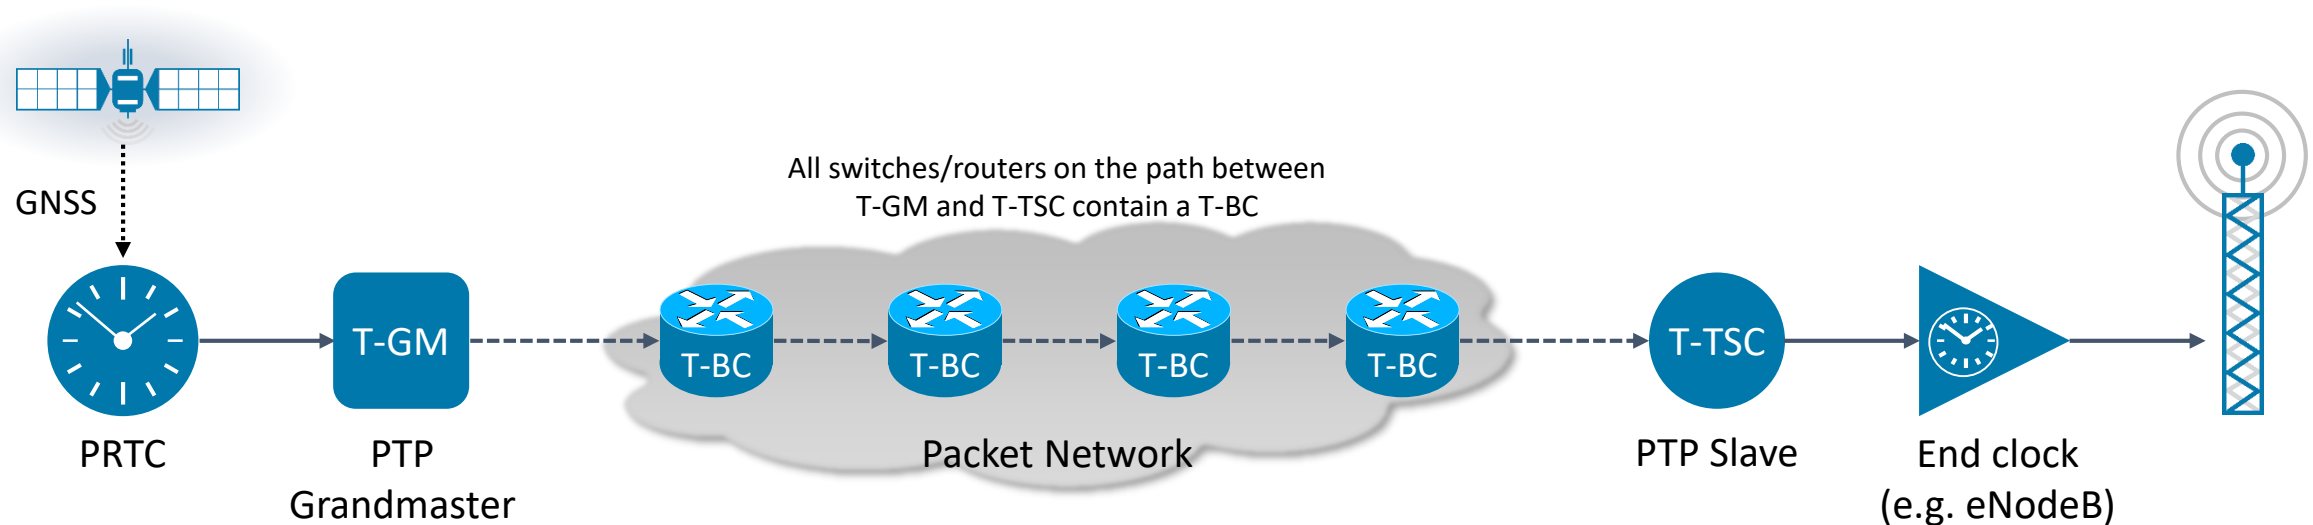 All switches/routers on the path between
T-GM and T-TSC contain a T-BC
GNSS
T-GM
T-BC
T-BC
T-BC
T-BC
T-TSC
PRTC
PTP
Grandmaster
Packet Network
PTP Slave
End clock
(e.g. eNodeB)